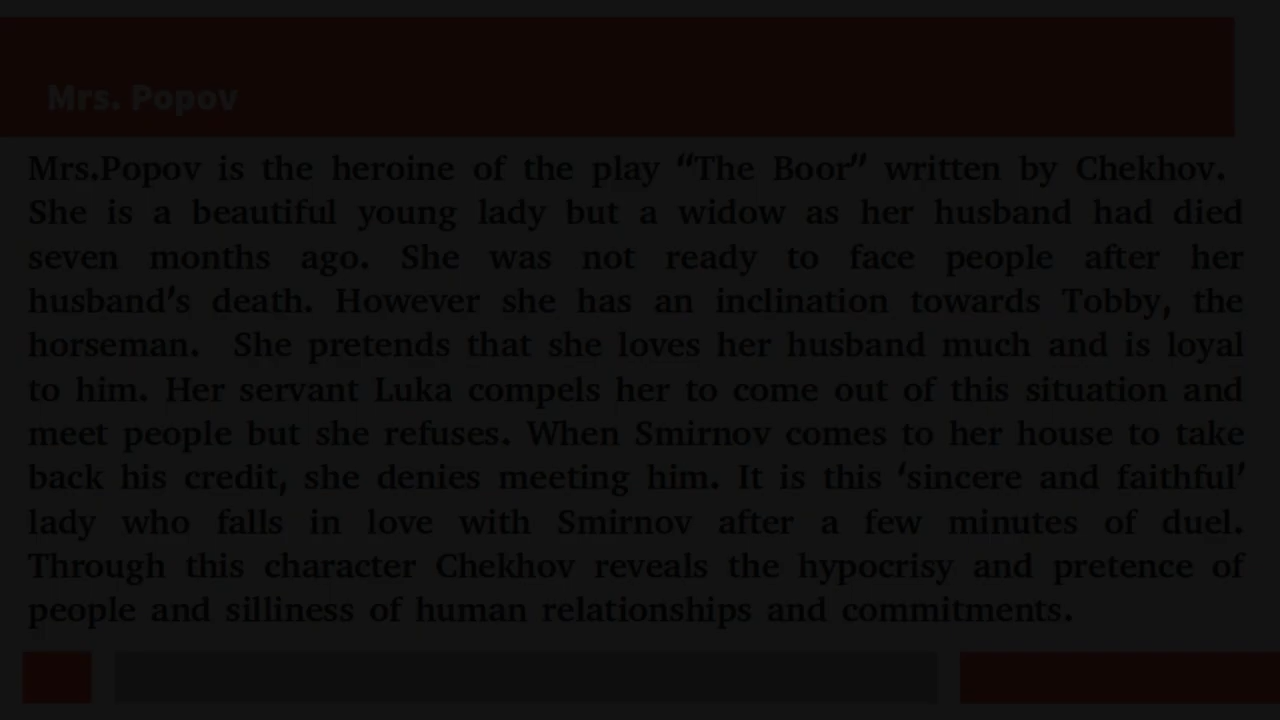 Mrs. Popov
Mrs.Popov is the heroine of the play “The Boor” written by Chekhov.
She is a beautiful young lady but a widow as her husband had died
seven months ago. She was not ready to face people after her
husband's death. However she has an inclination towards Tobby, the
horseman. She pretends that she loves her husband much and is loyal
to him. Her servant Luka compels her to come out of this situation and
meet people but she refuses. When Smirnov comes to her house to take
back his credit, she denies meeting him. It is this ‘sincere and faithful’
lady who falls in love with Smirnov after a few minutes of duel.
Through this character Chekhov reveals the hypocrisy and pretence of
people and silliness of human relationships and commitments.